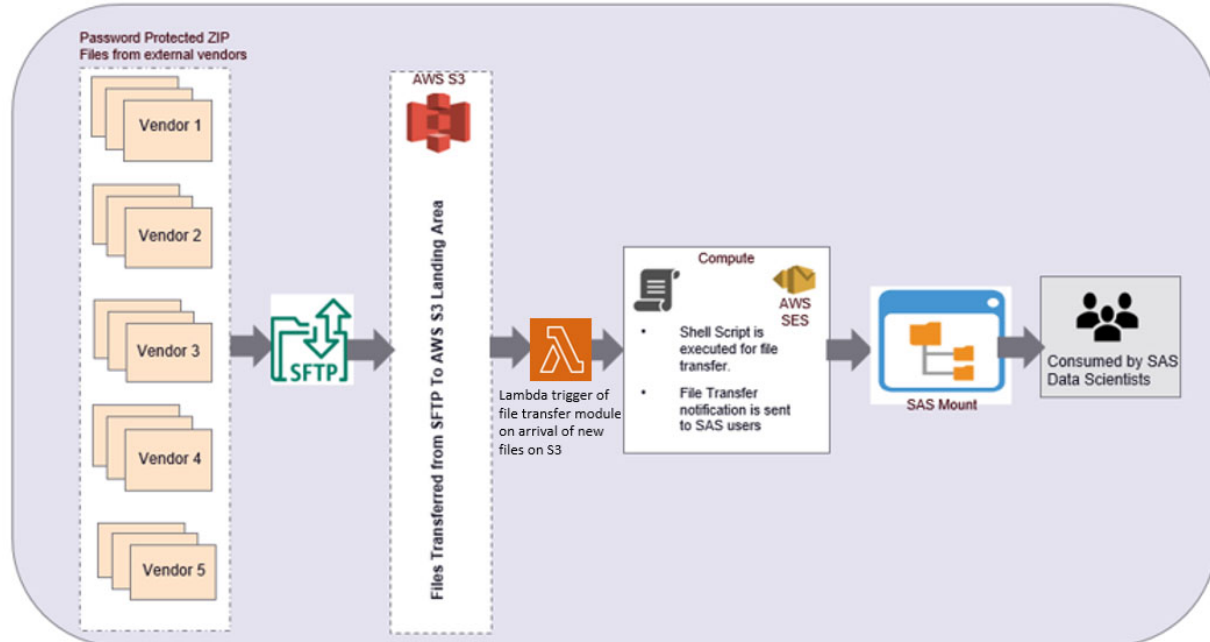 Password Protected ZIP
Files from external vendors
Vendor 1
Vendor 2
Vendor 3
Vendor 4
Vendor 5
SFTP
AWS S3
Files Transferred from SFTP To AWS S3 Landing Area
Lambda trigger of
file transfer module
on arrival of new
files on S3
Compute
AWS
SES
• Shell Script is
executed for file
transfer.
• File Transfer
notification is sent
to SAS users
SAS Mount
Consumed by SAS
Data Scientists